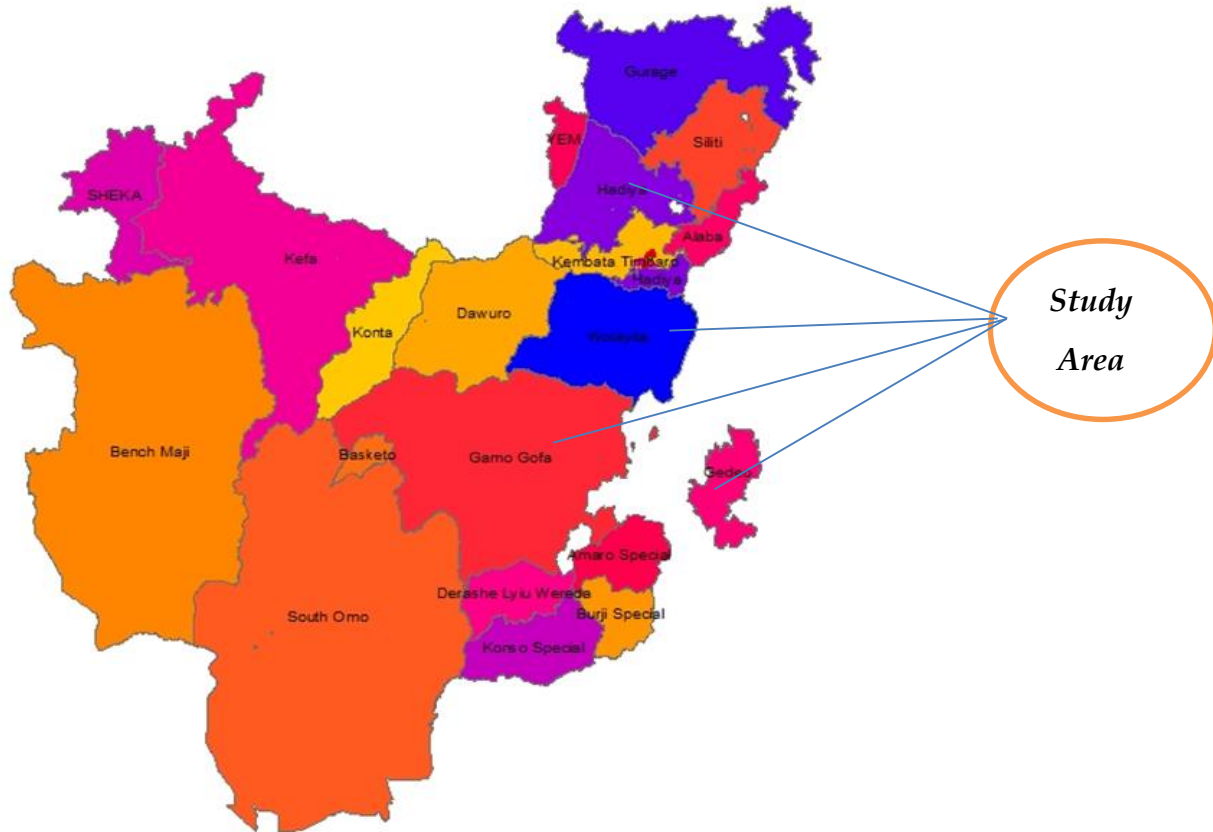 Gurage
YEM
Siliti
SHEKA
Hadiya
Alaba
Kefa
Kembata Timbaro
Hadiya
Konta
Dawuro
Wolayita
Study
Area
Bench Maji
Basketo
Gamo Gofa
Gedeo
Amaro Special
Derashe Lyiu Wereda
South Omo
Burji Special
Konso Special